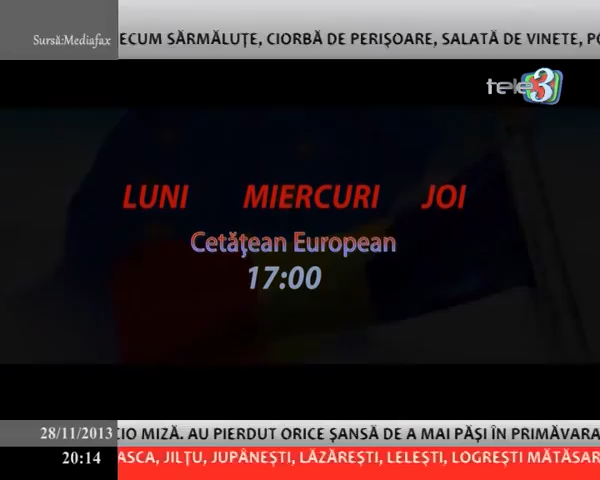 Sursă:Mediafax
ECUM SĂRMĂLUȚE, CIORBĂ DE PERIȘOARE, SALATĂ DE VINETE, PO
tele3
LUNI MIERCURI JOI
Cetăţean European
17:00
28/11/2013
CIO MIZĂ. AU PIERDUT ORICE ȘANSĂ DE A MAI PĂȘI ÎN PRIMĂVARA
20:14
ASCA, JILȚU, JUPÂNEȘTI, LĂZĂREȘTI, LELEȘTI, LOGREȘTI MĂTĂSAR